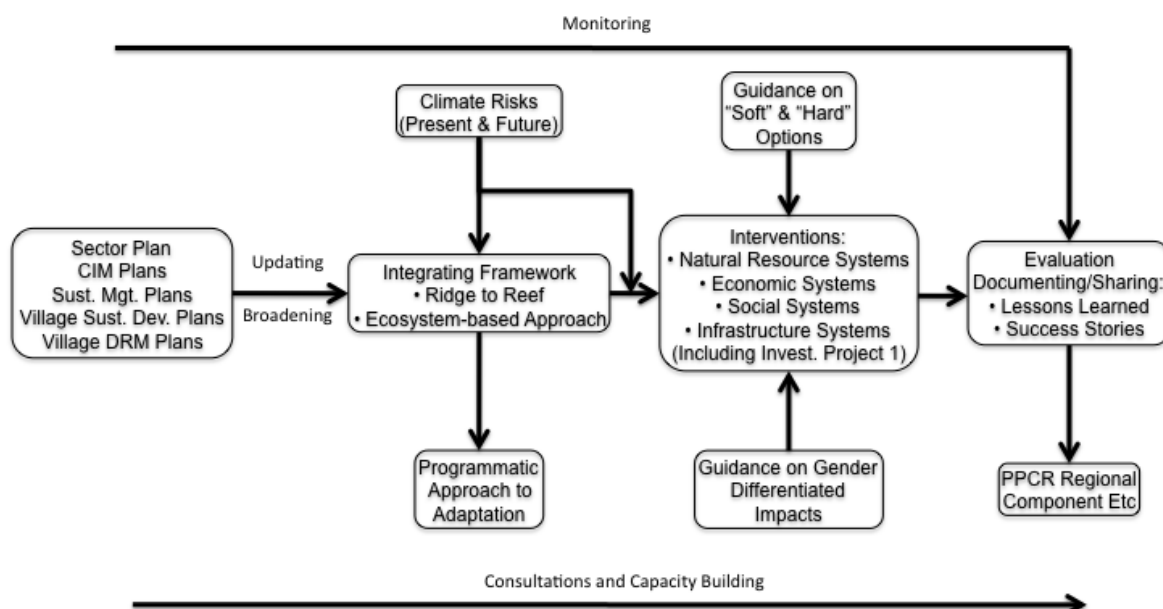 Monitoring
Climate Risks
(Present & Future)
Guidance on
“Soft” & “Hard”
Options
Sector Plan
CIM Plans
Sust. Mgt. Plans
Village Sust. Dev. Plans
Village DRM Plans
Updating
Broadening
Integrating Framework
• Ridge to Reef
• Ecosystem-based Approach
Interventions:
• Natural Resource Systems
• Economic Systems
• Social Systems
• Infrastructure Systems
(Including Invest. Project 1)
Evaluation
Documenting/Sharing:
• Lessons Learned
• Success Stories
Programmatic
Approach to
Adaptation
Guidance on Gender
Differentiated
Impacts
PPCR Regional
Component Etc
Consultations and Capacity Building